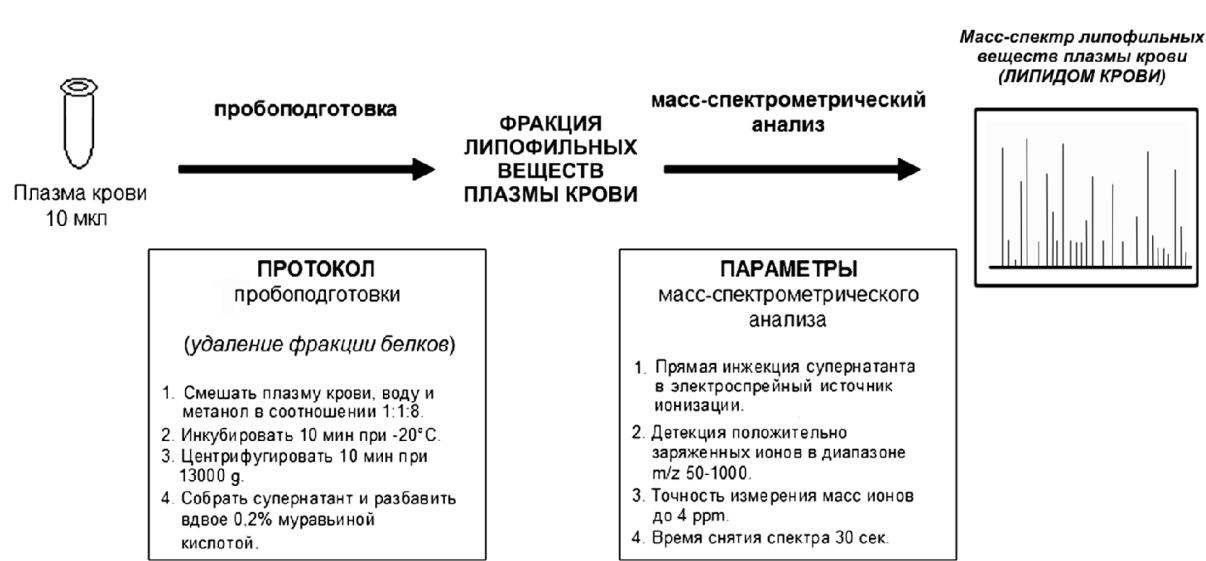 Плазма крови
10 мкл
пробоподготовка
ФРАКЦИЯ
ЛИПОФИЛЬНЫХ
ВЕЩЕСТВ
ПЛАЗМЫ КРОВИ
масс-спектрометрический
анализ
Масс-спектр липофильных
веществ плазмы крови
(ЛИПИДОМ КРОВИ)
ПРОТОКОЛ
пробоподготовки
(удаление фракции белков)
1. Смешать плазму крови, воду и
метанол в соотношении 1:1:8.
2. Инкубировать 10 мин при -20°С.
3. Центрифугировать 10 мин при
13000 g.
4. Собрать супернатант и разбавить
вдвое 0,2% муравьиной
кислотой.
ПАРАМЕТРЫ
масс-спектрометрического
анализа
1. Прямая инжекция супернатанта
в электроспрейный источник
ионизации.
2. Детекция положительно
заряженных ионов в диапазоне
m/z 50-1000.
3. Точность измерения масс ионов
до 4 ppm.
4. Время снятия спектра 30 сек.